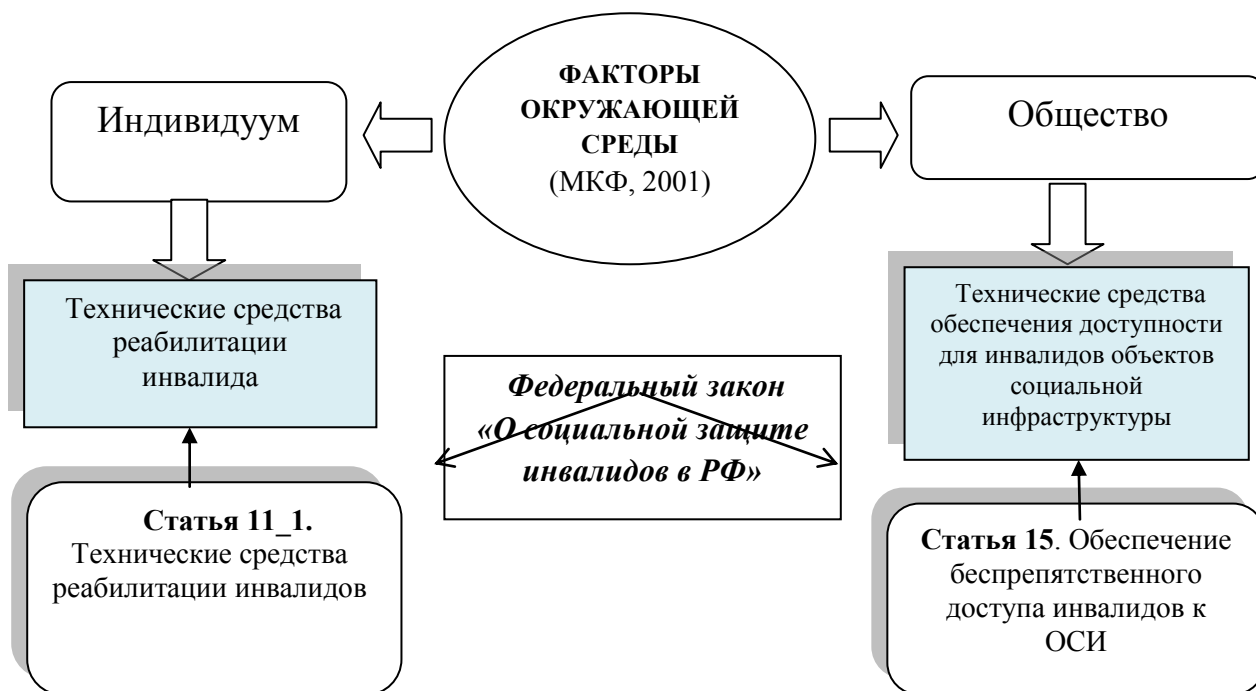 ФАКТОРЫ
ОКРУЖАЮЩЕЙ
СРЕДЫ
(МКФ, 2001)
Индивидуум
Общество
Технические средства
реабилитации
инвалида
Технические средства
обеспечения доступности
для инвалидов объектов
социальной
инфраструктуры
Федеральный закон
«О социальной защите
инвалидов в РФ»
Статья 11_1.
Технические средства
реабилитации инвалидов
Статья 15. Обеспечение
беспрепятственного
доступа инвалидов к
ОСИ